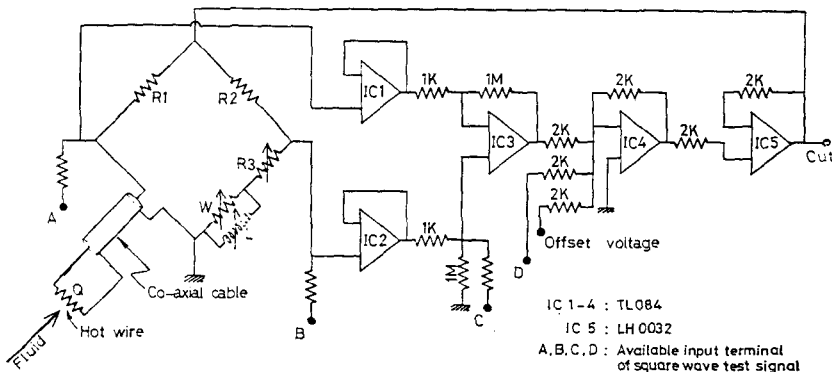 R1
R2
R3
W
A
Q
Co-axial cable
Hot wire
Fluid
B
IC1
IC2
1K
1K
1M
1M
C
IC3
2K
2K
2K
D
Offset voltage
2K
IC4
2K
2K
IC5
Out
IC 1-4 : TL084
IC 5 : LH0032
A,B,C,D : Available input terminal
of square wave test signal